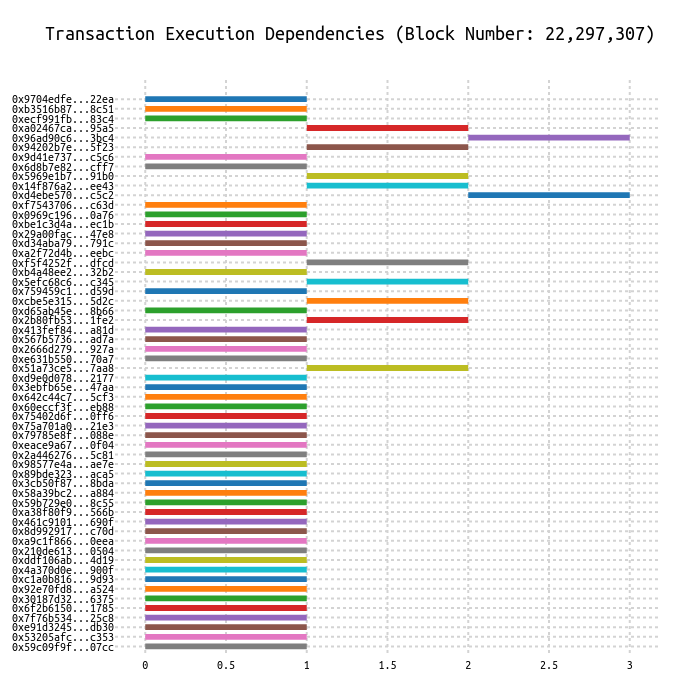 Transaction Execution Dependencies (Block Number: 22,297,307)
0x9704edfe...22ea
0xb3516b87...8c51
0xecf991fb...83c4
0xa02467ca...95a5
0x96ad90c6...3bc4
0x94202b7e...5f23
0x9d41e737...c5c6
0x6d8b7e82...cff7
0x5969e1b7...91b0
0x14f876a2...ee43
0xd4ebe570...c5c2
0xf7543706...c63d
0x0969c196...0a76
0xbe1c3d4a...ec1b
0x29a00fac...47e8
0xd34aba79...791c
0xa2f72d4b...eebc
0xf5f4252f...dfcd
0xb4a48ee2...32b2
0x5efc68c6...c345
0x759459c1...d59d
0xcbe5e315...5d2c
0xd65ab45e...8b66
0x2b80fb53...1fe2
0x413fef84...a81d
0x567b5736...ad7a
0x2666d279...927a
0xe631b550...70a7
0x51a73ce5...7aa8
0xd9e0d078...2177
0x3ebfb65e...47aa
0x642c44c7...5cf3
0x60eccf3f...eb88
0x75402d6f...0ff6
0x75a701a0...21e3
0x79785e8f...088e
0xeace9a67...0f04
0x2a446276...5c81
0x98577e4a...ae7e
0x89bde323...aca5
0x3cb50f87...8bda
0x58a39bc2...a884
0x59b729e0...8c55
0xa38f80f9...566b
0x461c9101...690f
0x8d992917...c70d
0xa9c1f866...0eea
0x210de613...0504
0xddf106ab...4d19
0x4a370d0e...900f
0xc1a0b816...9d93
0x92e70fd8...a524
0x30187d32...6375
0x6f2b6150...1785
0x7f76b534...25c8
0xe91d3245...db30
0x53205afc...c353
0x59c09f9f...07cc
0 0.5 1 1.5 2 2.5 3